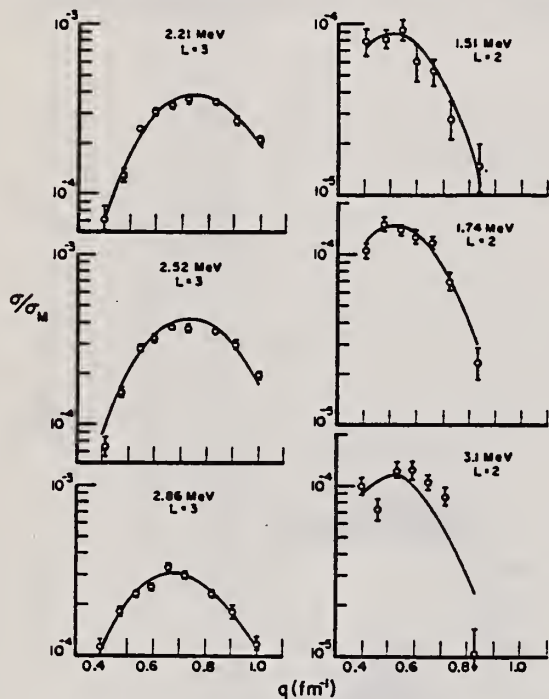 10⁻³
2.21 MeV
L=3
10⁻⁴
10⁻³
2.52 MeV
L=3
σ/σM
10⁻⁴
10⁻³
2.86 MeV
L=3
10⁻⁴
0.4 0.6 0.8 1.0
10⁻⁴
1.51 MeV
L=2
10⁻⁵
10⁻⁴
1.74 MeV
L=2
10⁻⁵
10⁻⁴
3.1 MeV
L=2
10⁻⁵
0.4 0.6 0.8 1.0
q(fm⁻¹)